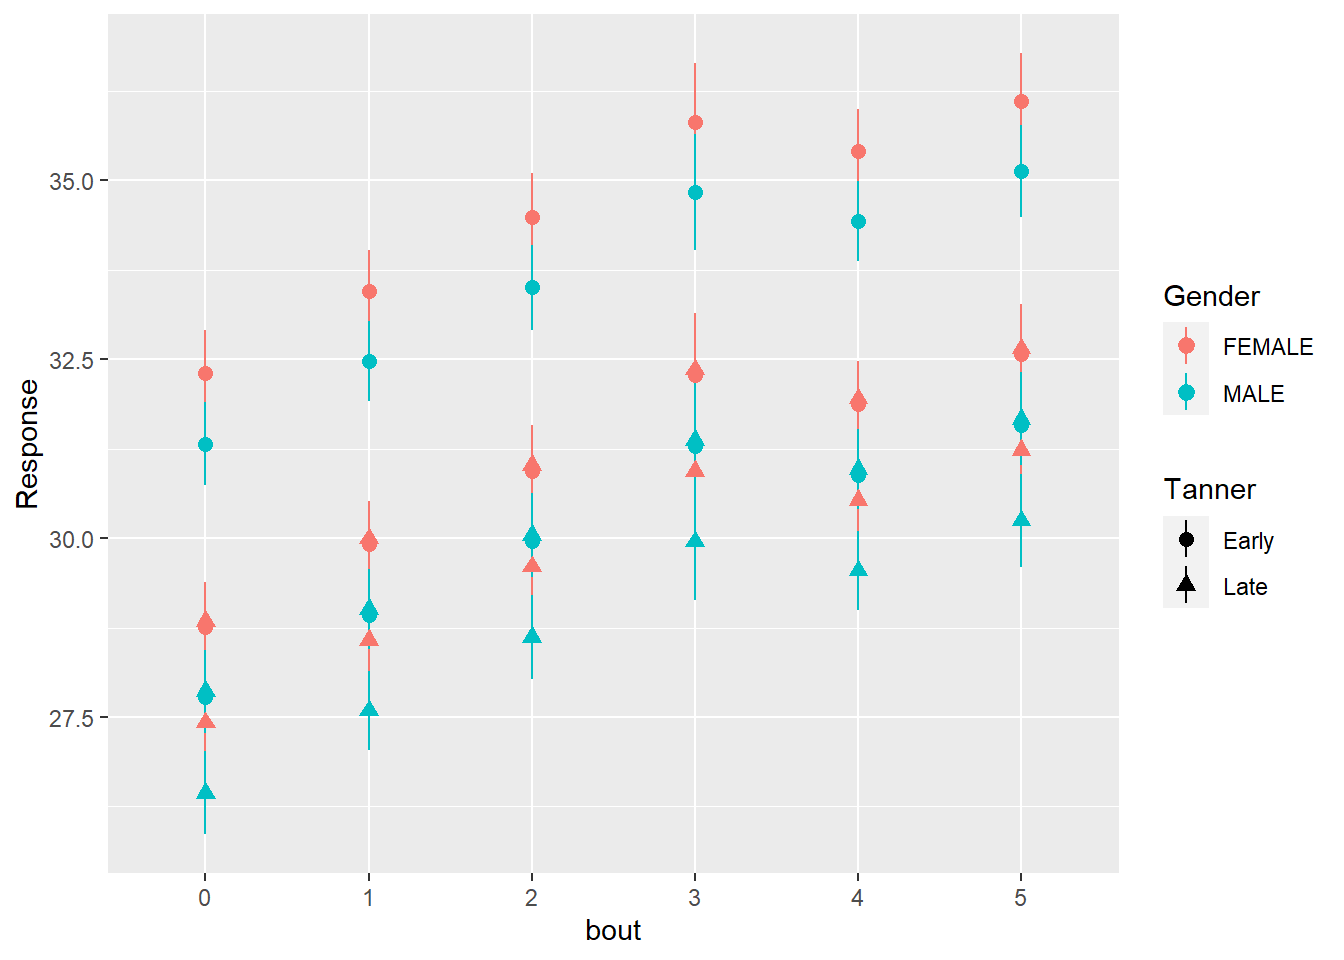 Response
35.0
32.5
30.0
27.5
0 1 2 3 4 5
bout
Gender
FEMALE
MALE
Tanner
Early
Late